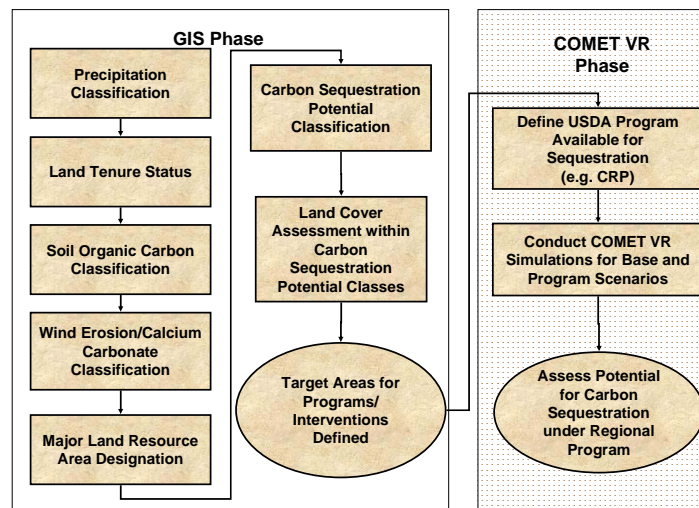 GIS Phase
Precipitation
Classification
Land Tenure Status
Soil Organic Carbon
Classification
Wind Erosion/Calcium
Carbonate
Classification
Major Land Resource
Area Designation
Carbon Sequestration
Potential
Classification
Land Cover
Assessment within
Carbon
Sequestration
Potential Classes
Target Areas for
Programs/
Interventions
Defined
COMET VR
Phase
Define USDA Program
Available for
Sequestration
(e.g. CRP)
Conduct COMET VR
Simulations for Base and
Program Scenarios
Assess Potential
for Carbon
Sequestration
under Regional
Program